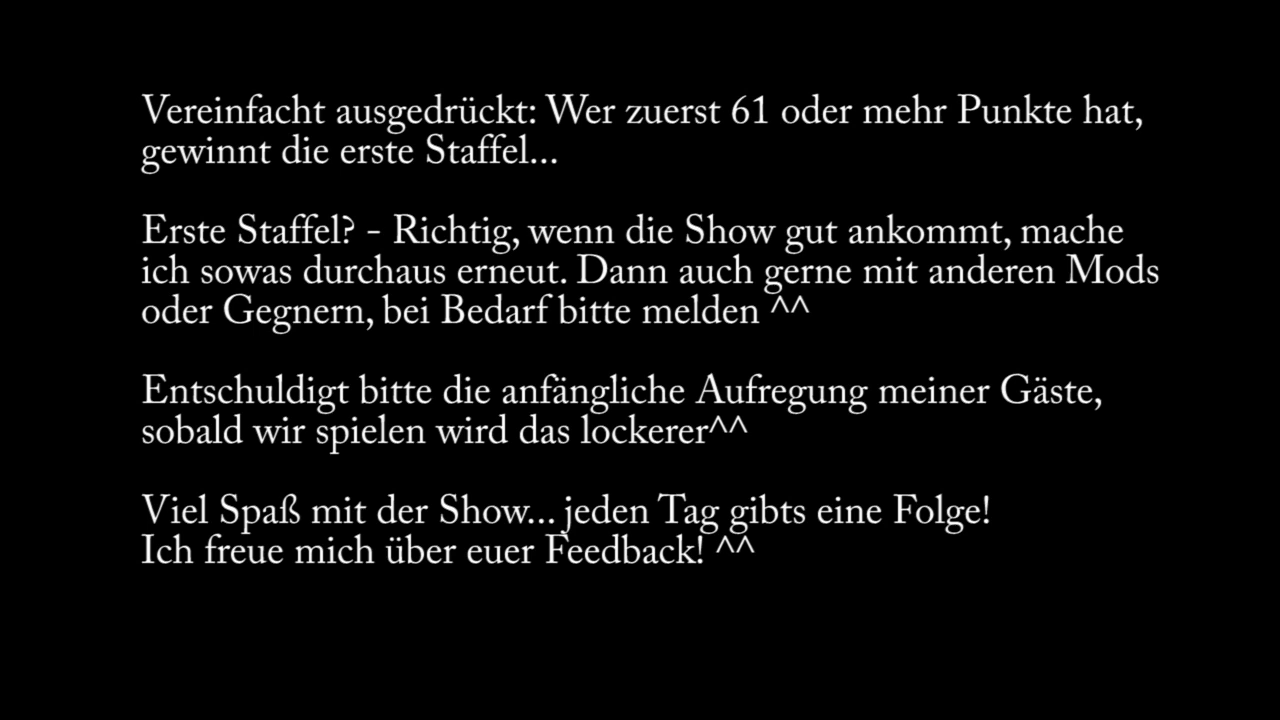 Vereinfacht ausgedrückt: Wer zuerst 61 oder mehr Punkte hat,
gewinnt die erste Staffel...
Erste Staffel? - Richtig, wenn die Show gut ankommt, mache
ich sowas durchaus erneut. Dann auch gerne mit anderen Mods
oder Gegnern, bei Bedarf bitte melden ^^
Entschuldigt bitte die anfängliche Aufregung meiner Gäste,
sobald wir spielen wird das lockerer^^
Viel Spaß mit der Show... jeden Tag gibts eine Folge!
Ich freue mich über euer Feedback! ^^